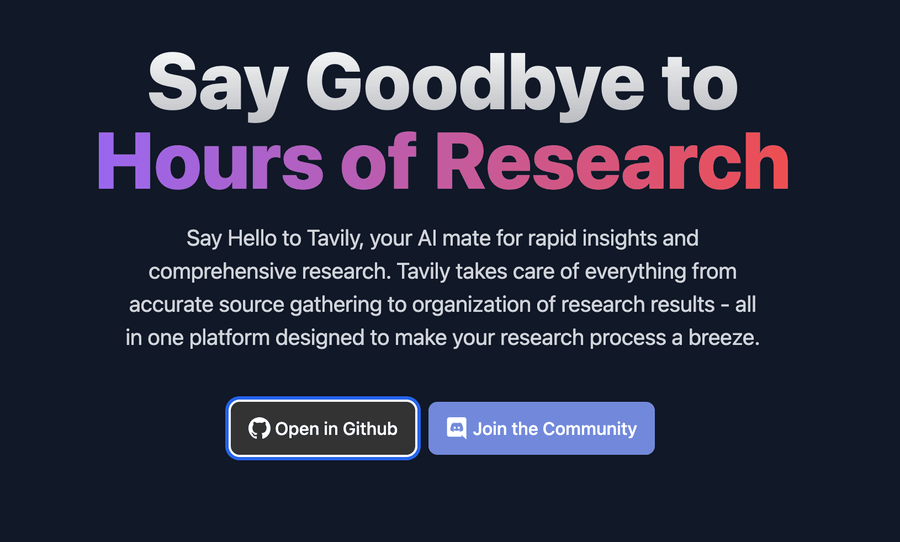 Say Goodbye to
Hours of Research
Say Hello to Tavily, your AI mate for rapid insights and
comprehensive research. Tavily takes care of everything from
accurate source gathering to organization of research results - all
in one platform designed to make your research process a breeze.
Open in Github
Join the Community